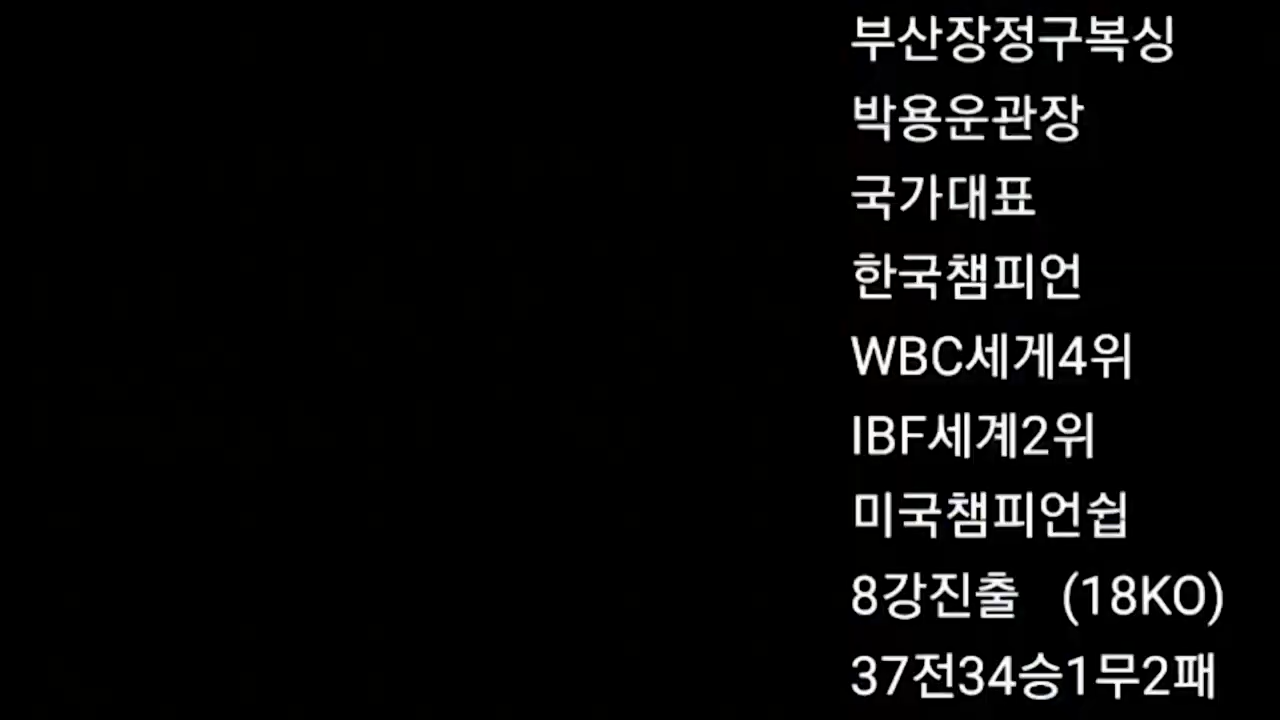 부산장정구복싱
박용운관장
국가대표
한국챔피언
WBC세게4위
IBF세계2위
미국챔피언쉽
8강진출 (18KO)
37전34승1무2패